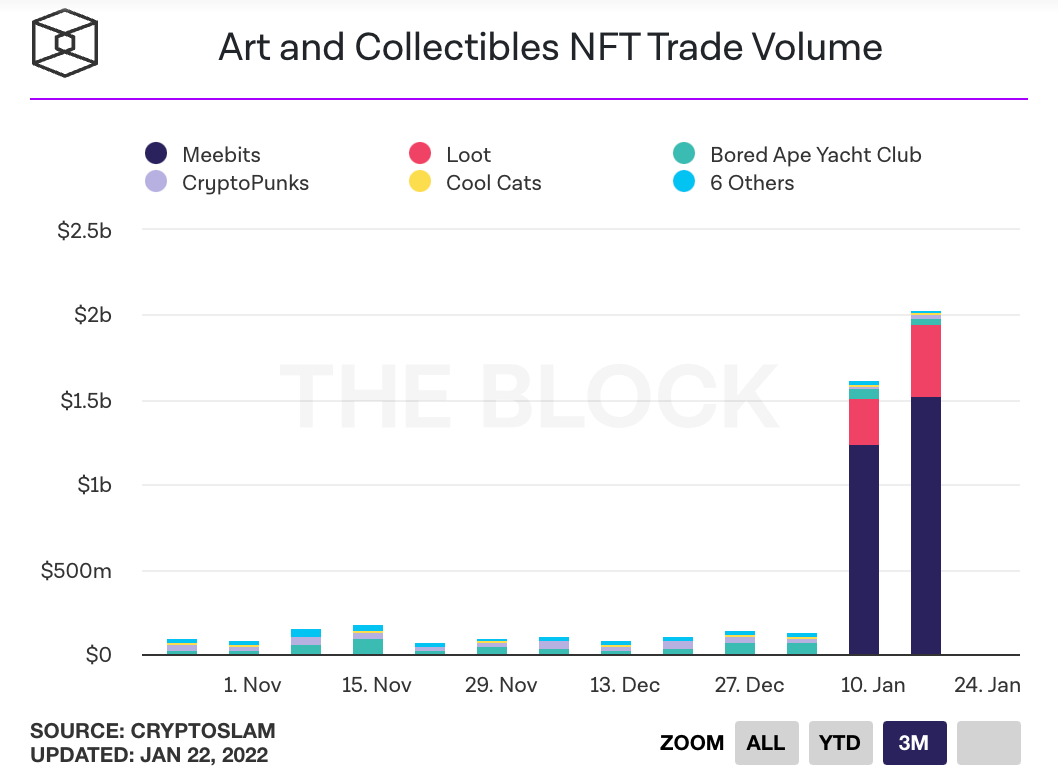 Art and Collectibles NFT Trade Volume
Meebits Loot Bored Ape Yacht Club
CryptoPunks Cool Cats 6 Others
$2.5b
$2b
$1.5b
$1b
$500m
$0
THE BLOCK
1. Nov 15. Nov 29. Nov 13. Dec 27. Dec 10. Jan 24. Jan
SOURCE: CRYPTOSLAM
UPDATED: JAN 22, 2022
ZOOM ALL YTD 3M